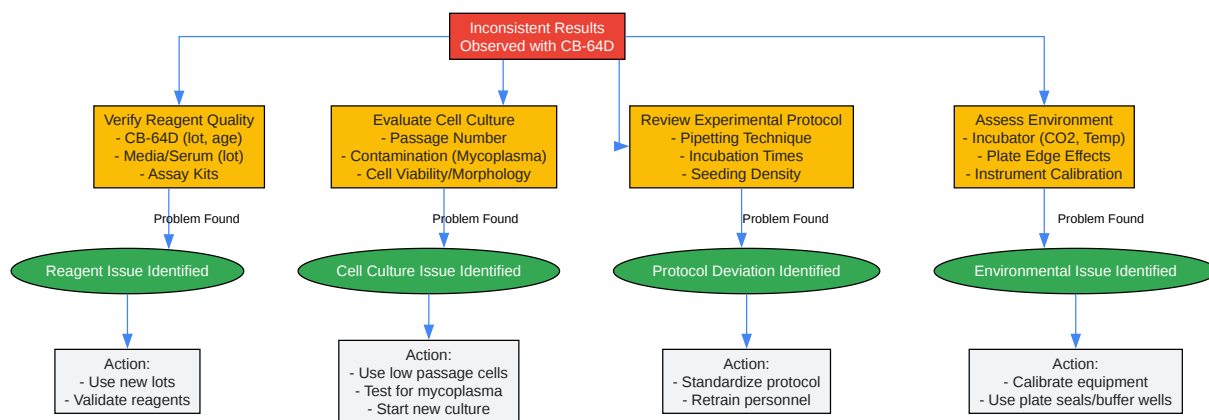 Inconsistent Results
Observed with CB-64D
Verify Reagent Quality
- CB-64D (lot, age)
- Media/Serum (lot)
- Assay Kits
Evaluate Cell Culture
- Passage Number
- Contamination (Mycoplasma)
- Cell Viability/Morphology
Review Experimental Protocol
- Pipetting Technique
- Incubation Times
- Seeding Density
Assess Environment
- Incubator (CO2, Temp)
- Plate Edge Effects
- Instrument Calibration
Problem Found
Problem Found
Problem Found
Problem Found
Reagent Issue Identified
Cell Culture Issue Identified
Protocol Deviation Identified
Environmental Issue Identified
Action:
- Use new lots
- Validate reagents
Action:
- Use low passage cells
- Test for mycoplasma
- Start new culture
Action:
- Standardize protocol
- Retrain personnel
Action:
- Calibrate equipment
- Use plate seals/buffer wells